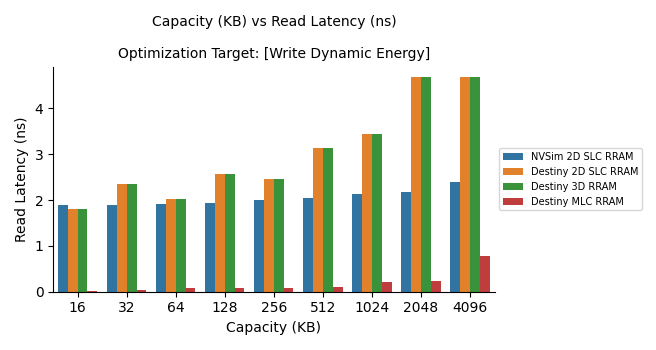 Capacity (KB) vs Read Latency (ns)
Optimization Target: [Write Dynamic Energy]
Read Latency (ns)
4
3
2
1
0
16 32 64 128 256 512 1024 2048 4096
Capacity (KB)
NVSim 2D SLC RRAM
Destiny 2D SLC RRAM
Destiny 3D RRAM
Destiny MLC RRAM